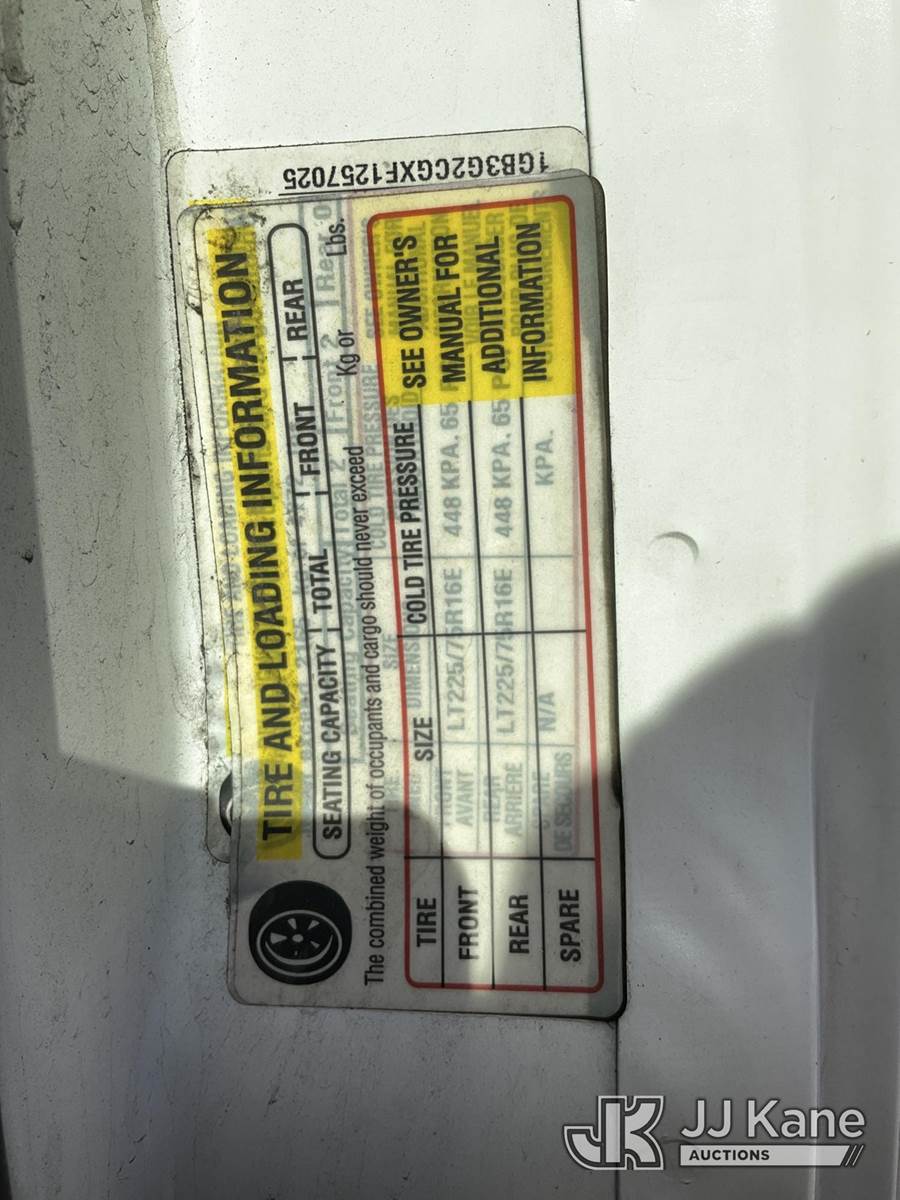 1GB3G2CGXF1257025
TIRE AND LOADING INFORMATION
SEATING CAPACITY TOTAL FRONT REAR
The combined weight of occupants and cargo should never exceed Kg or Lbs.
TIRE SIZE COLD TIRE PRESSURE SEE OWNER'S
MANUAL FOR
ADDITIONAL
INFORMATION
FRONT AVANT LT225/75R16E 448 KPA. 65
REAR ARRIERE LT225/75R16E 448 KPA. 65
SPARE DE SECOURS N/A KPA.
JJ Kane
AUCTIONS